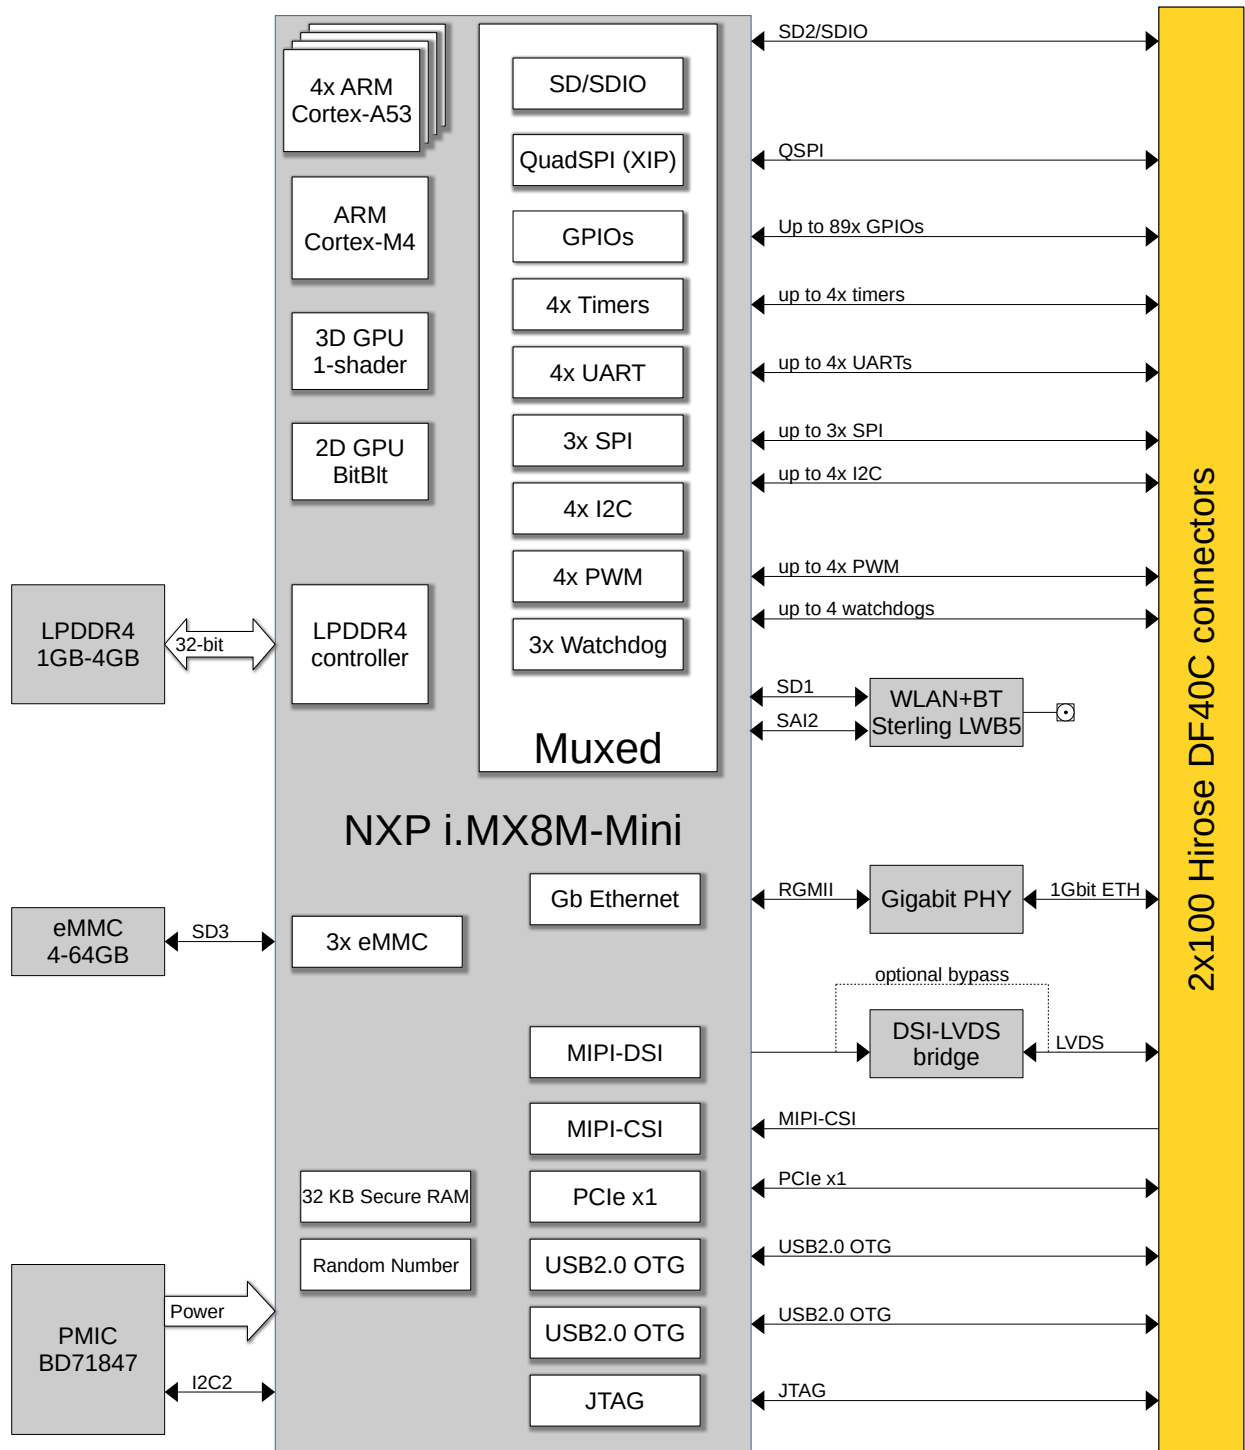 4x ARM
Cortex-A53
ARM
Cortex-M4
3D GPU
1-shader
2D GPU
BitBlt
LPDDR4
1GB-4GB
32-bit
LPDDR4
controller
SD/SDIO
QuadSPI (XIP)
GPIOs
4x Timers
4x UART
3x SPI
4x I2C
4x PWM
3x Watchdog
Muxed
NXP i.MX8M-Mini
eMMC
4-64GB
SD3
3x eMMC
Gb Ethernet
MIPI-DSI
MIPI-CSI
32 KB Secure RAM
PCIe x1
Random Number
USB2.0 OTG
USB2.0 OTG
JTAG
PMIC
BD71847
Power
I2C2
SD2/SDIO
QSPI
Up to 89x GPIOs
up to 4x timers
up to 4x UARTs
up to 3x SPI
up to 4x I2C
up to 4x PWM
up to 4 watchdogs
SD1
SAI2
WLAN+BT
Sterling LWB5
RGMII
Gigabit PHY
1Gbit ETH
optional bypass
DSI-LVDS
bridge
LVDS
MIPI-CSI
PCIe x1
USB2.0 OTG
USB2.0 OTG
JTAG
2x100 Hirose DF40C connectors